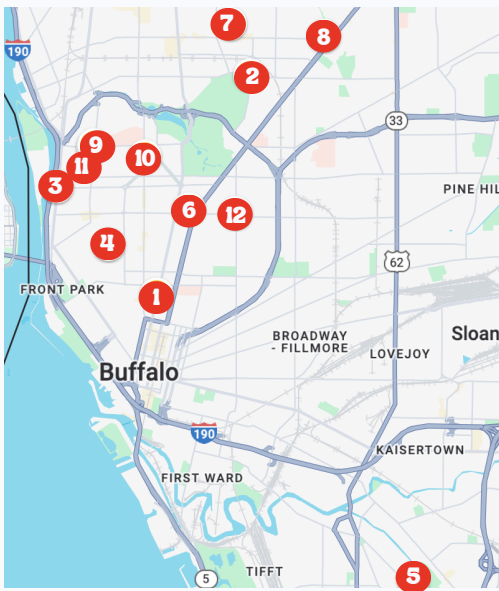 7
8
190
2
33
9
10
11
3
PINE HIL
6
12
4
62
FRONT PARK
1
BROADWAY
- FILLMORE
Sloan
LOVEJOY
Buffalo
190
KAISERTOWN
FIRST WARD
TIFFT
5
5